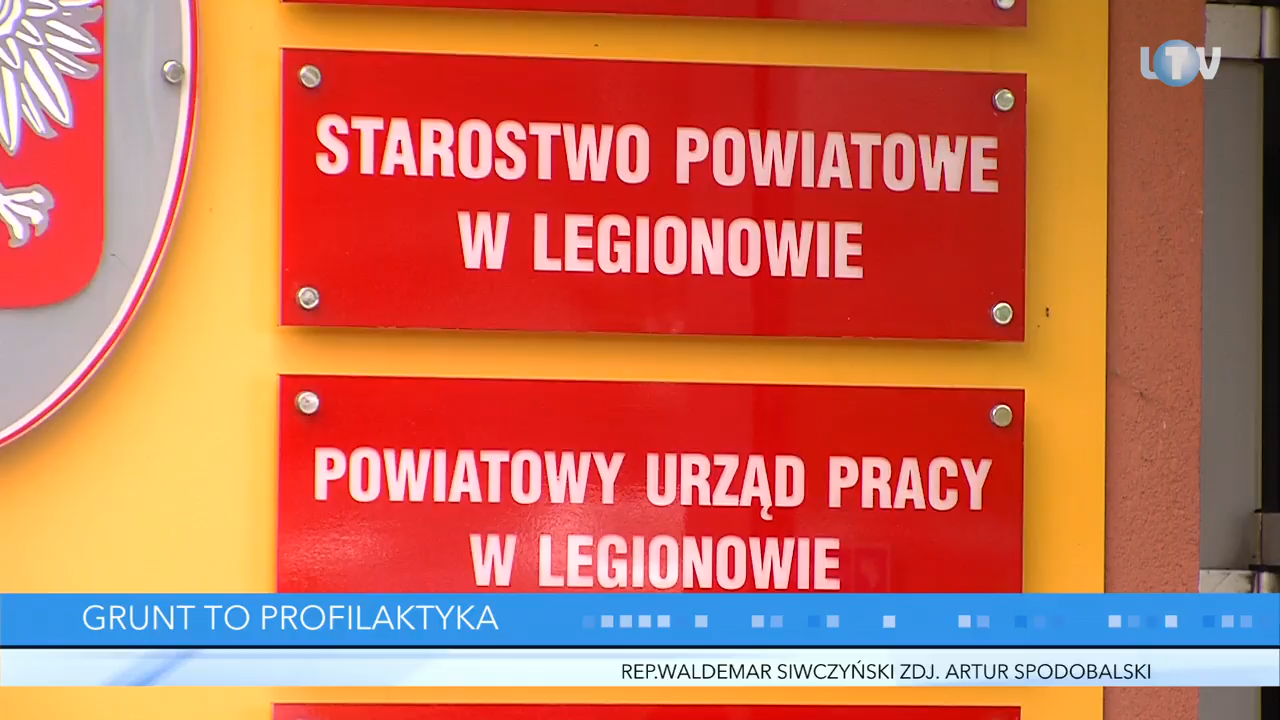 LTV
STAROSTWO POWIATOWE
W LEGIONOWIE
POWIATOWY URZĄD PRACY
W LEGIONOWIE
GRUNT TO PROFILAKTYKA
REP.WALDEMAR SIWCZYŃSKI ZDJ. ARTUR SPODOBALSKI